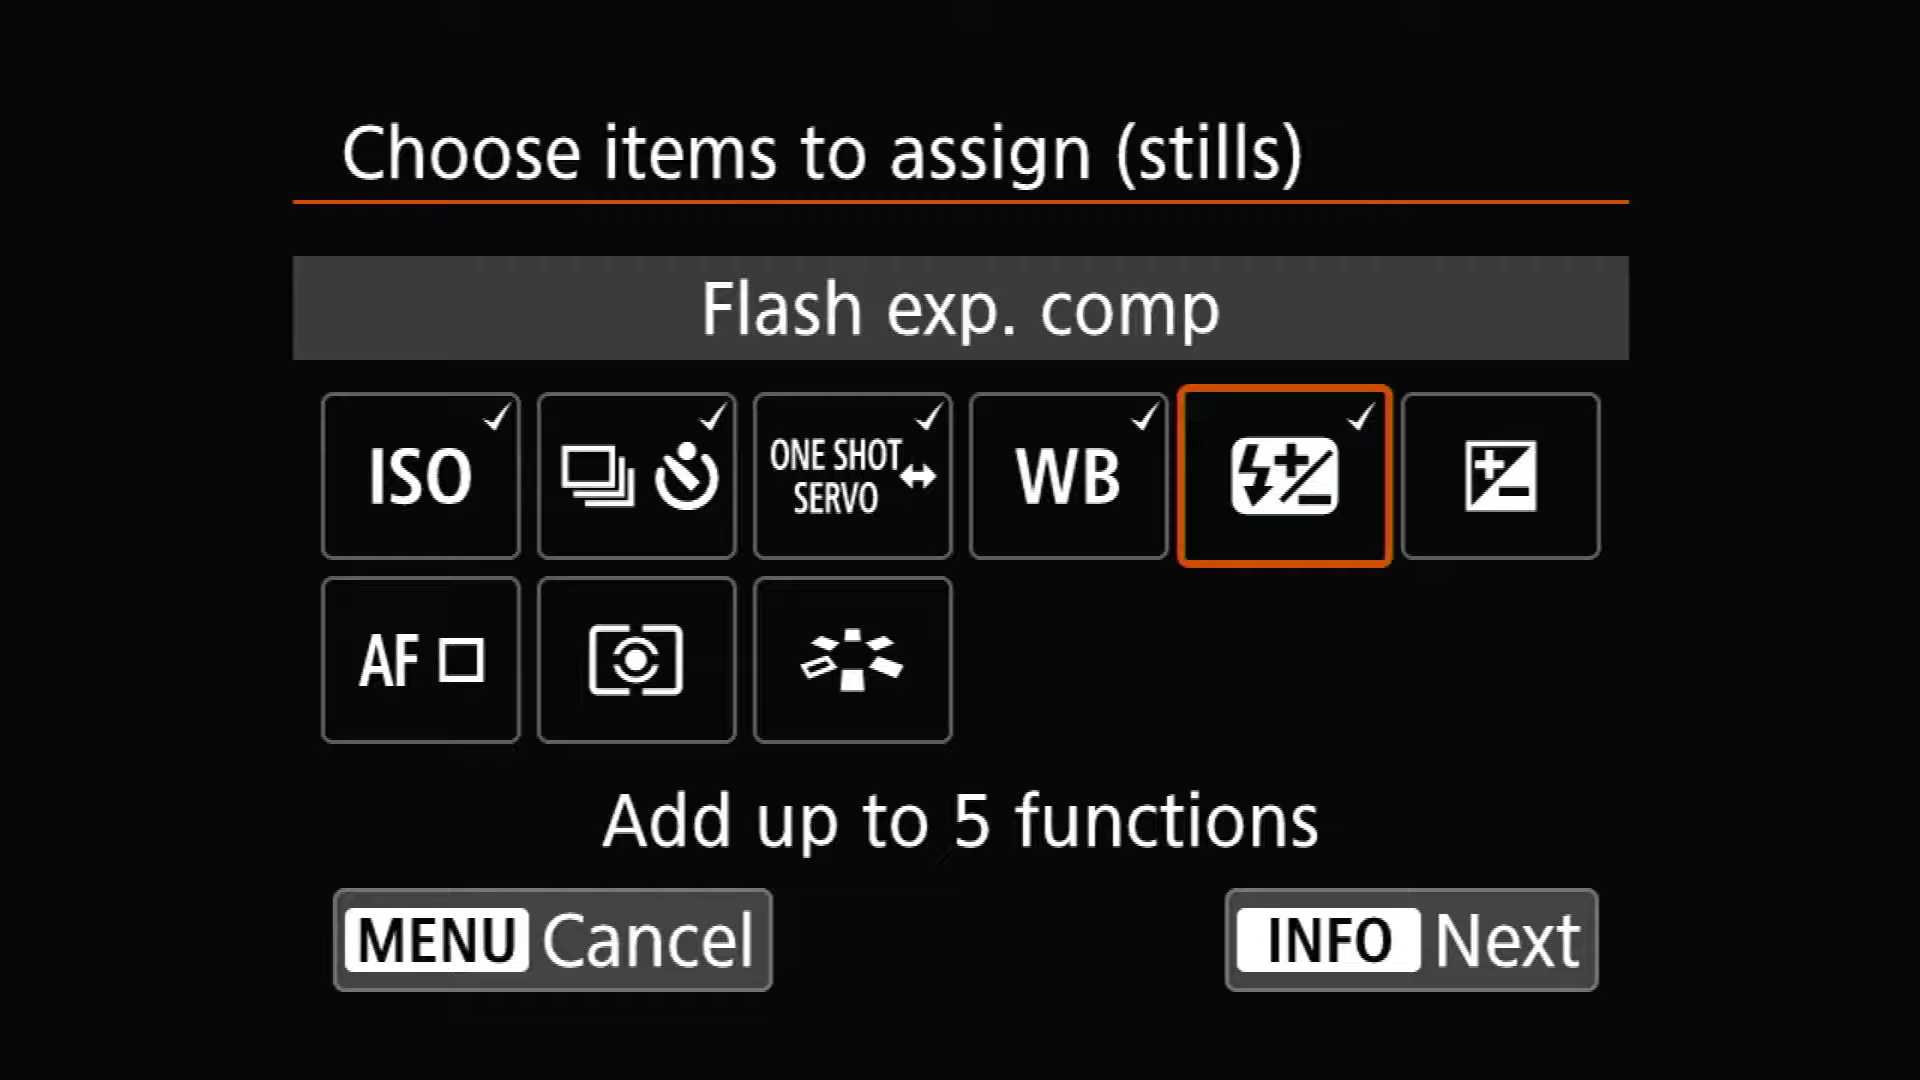 Choose items to assign (stills)
Flash exp. comp
ISO
ONE SHOT
SERVO
WB
AF
Add up to 5 functions
MENU Cancel
INFO Next